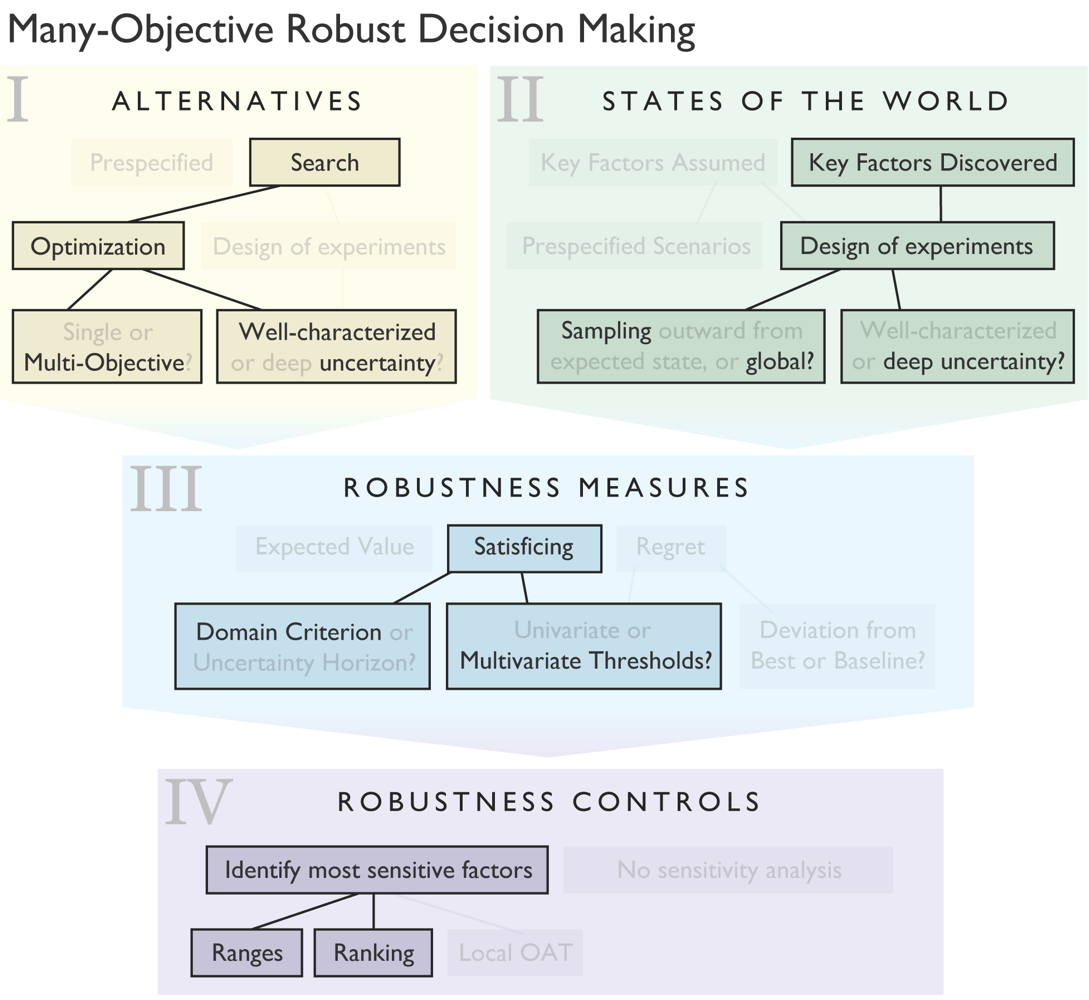 Many-Objective Robust Decision Making
I
ALTERNATIVES
Prespecified
Search
Optimization
Design of experiments
Single or
Multi-Objective?
Well-characterized
or deep uncertainty?
II
STATES OF THE WORLD
Key Factors Assumed
Key Factors Discovered
Prespecified Scenarios
Design of experiments
Sampling outward from
expected state, or global?
Well-characterized
or deep uncertainty?
III
ROBUSTNESS MEASURES
Expected Value
Satisficing
Regret
Domain Criterion or
Uncertainty Horizon?
Univariate or
Multivariate Thresholds?
Deviation from
Best or Baseline?
IV
ROBUSTNESS CONTROLS
Identify most sensitive factors
No sensitivity analysis
Ranges
Ranking
Local OAT